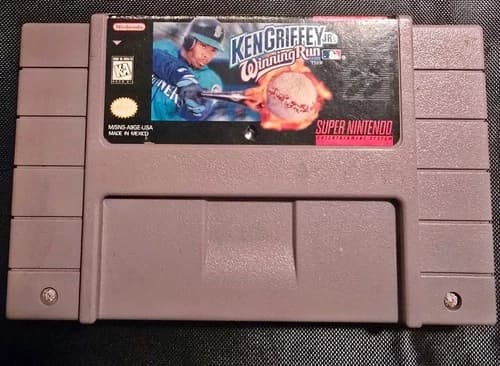 Nintendo
KEN GRIFFEY JR.'s
Winning Run
K-A
M/SNS-A9GE-USA
MADE IN MEXICO
SUPER NINTENDO
ENTERTAINMENT SYSTEM